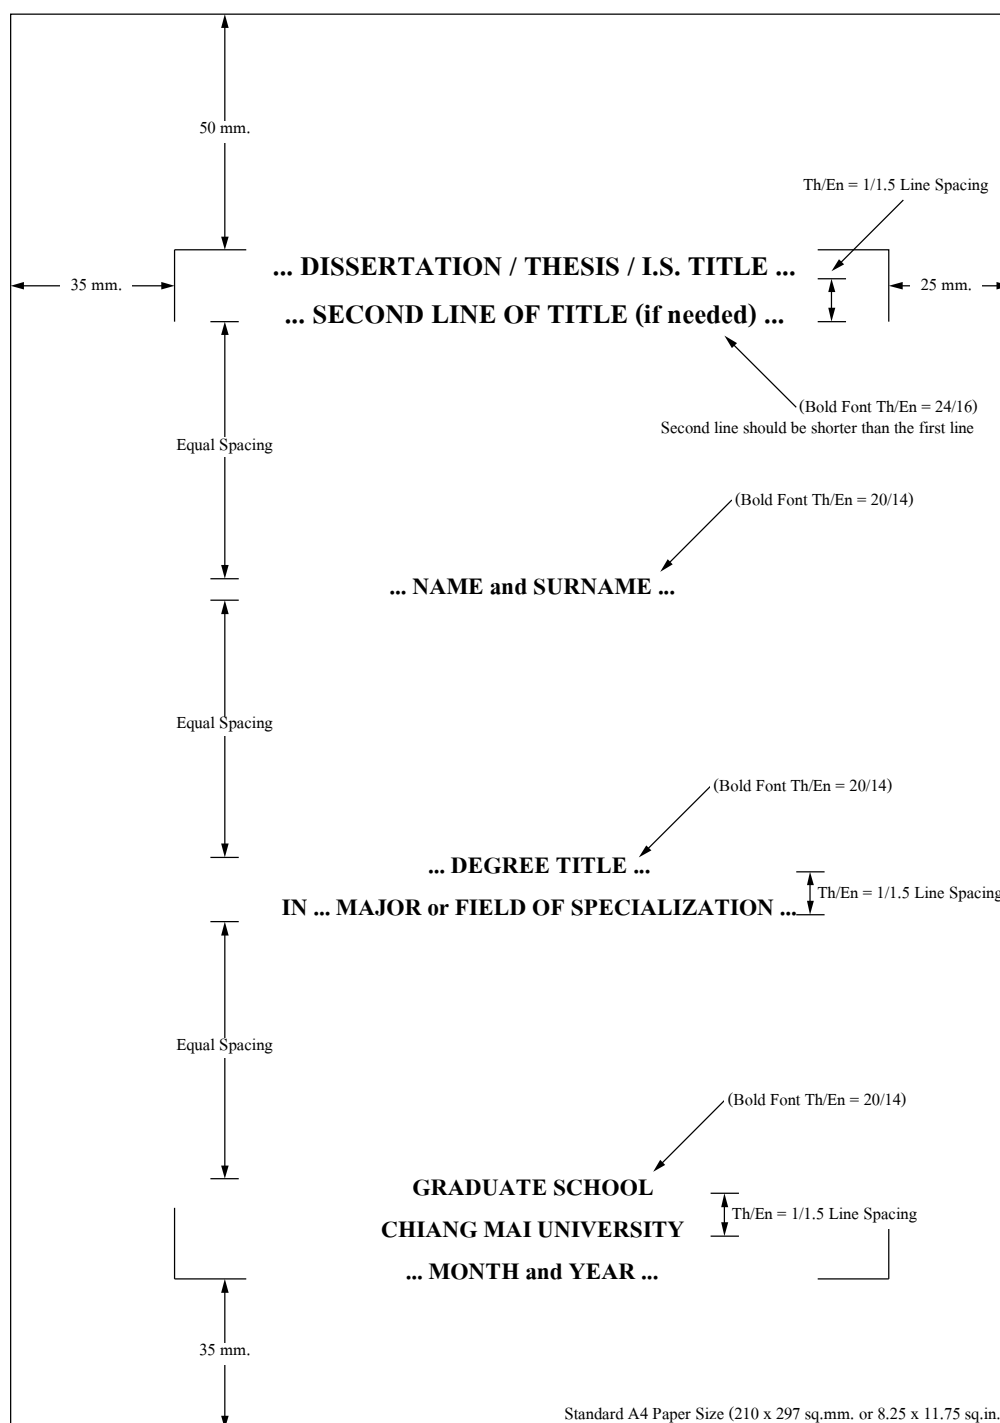 50 mm.
Th/En = 1/1.5 Line Spacing
... DISSERTATION / THESIS / I.S. TITLE ...
35 mm.
25 mm.
... SECOND LINE OF TITLE (if needed) ...
(Bold Font Th/En = 24/16)
Second line should be shorter than the first line
Equal Spacing
(Bold Font Th/En = 20/14)
... NAME and SURNAME ...
Equal Spacing
(Bold Font Th/En = 20/14)
... DEGREE TITLE ...
Th/En = 1/1.5 Line Spacing
IN ... MAJOR or FIELD OF SPECIALIZATION ...
Equal Spacing
(Bold Font Th/En = 20/14)
GRADUATE SCHOOL
Th/En = 1/1.5 Line Spacing
CHIANG MAI UNIVERSITY
... MONTH and YEAR ...
35 mm.
Standard A4 Paper Size (210 x 297 sq.mm. or 8.25 x 11.75 sq.in.